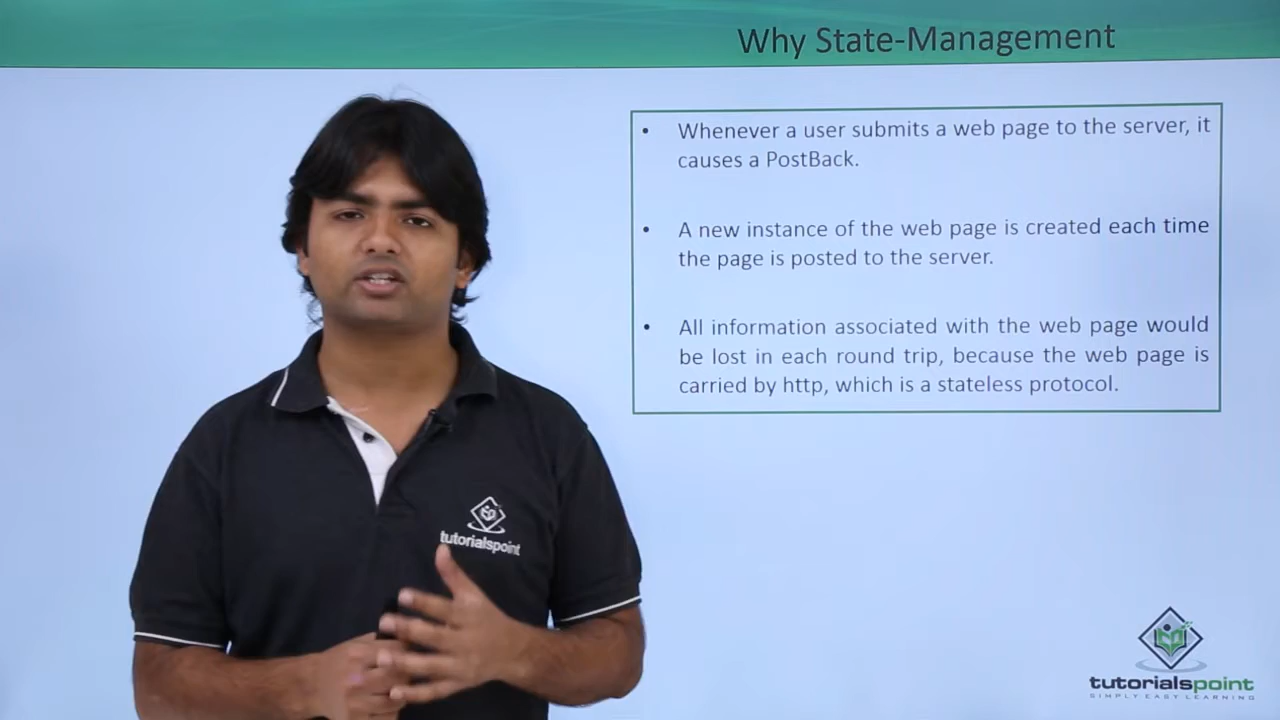 Why State-Management
• Whenever a user submits a web page to the server, it
causes a PostBack.
• A new instance of the web page is created each time
the page is posted to the server.
• All information associated with the web page would
be lost in each round trip, because the web page is
carried by http, which is a stateless protocol.
tutorialspoint
tutorialspoint
SIMPLY EASY LEARNING